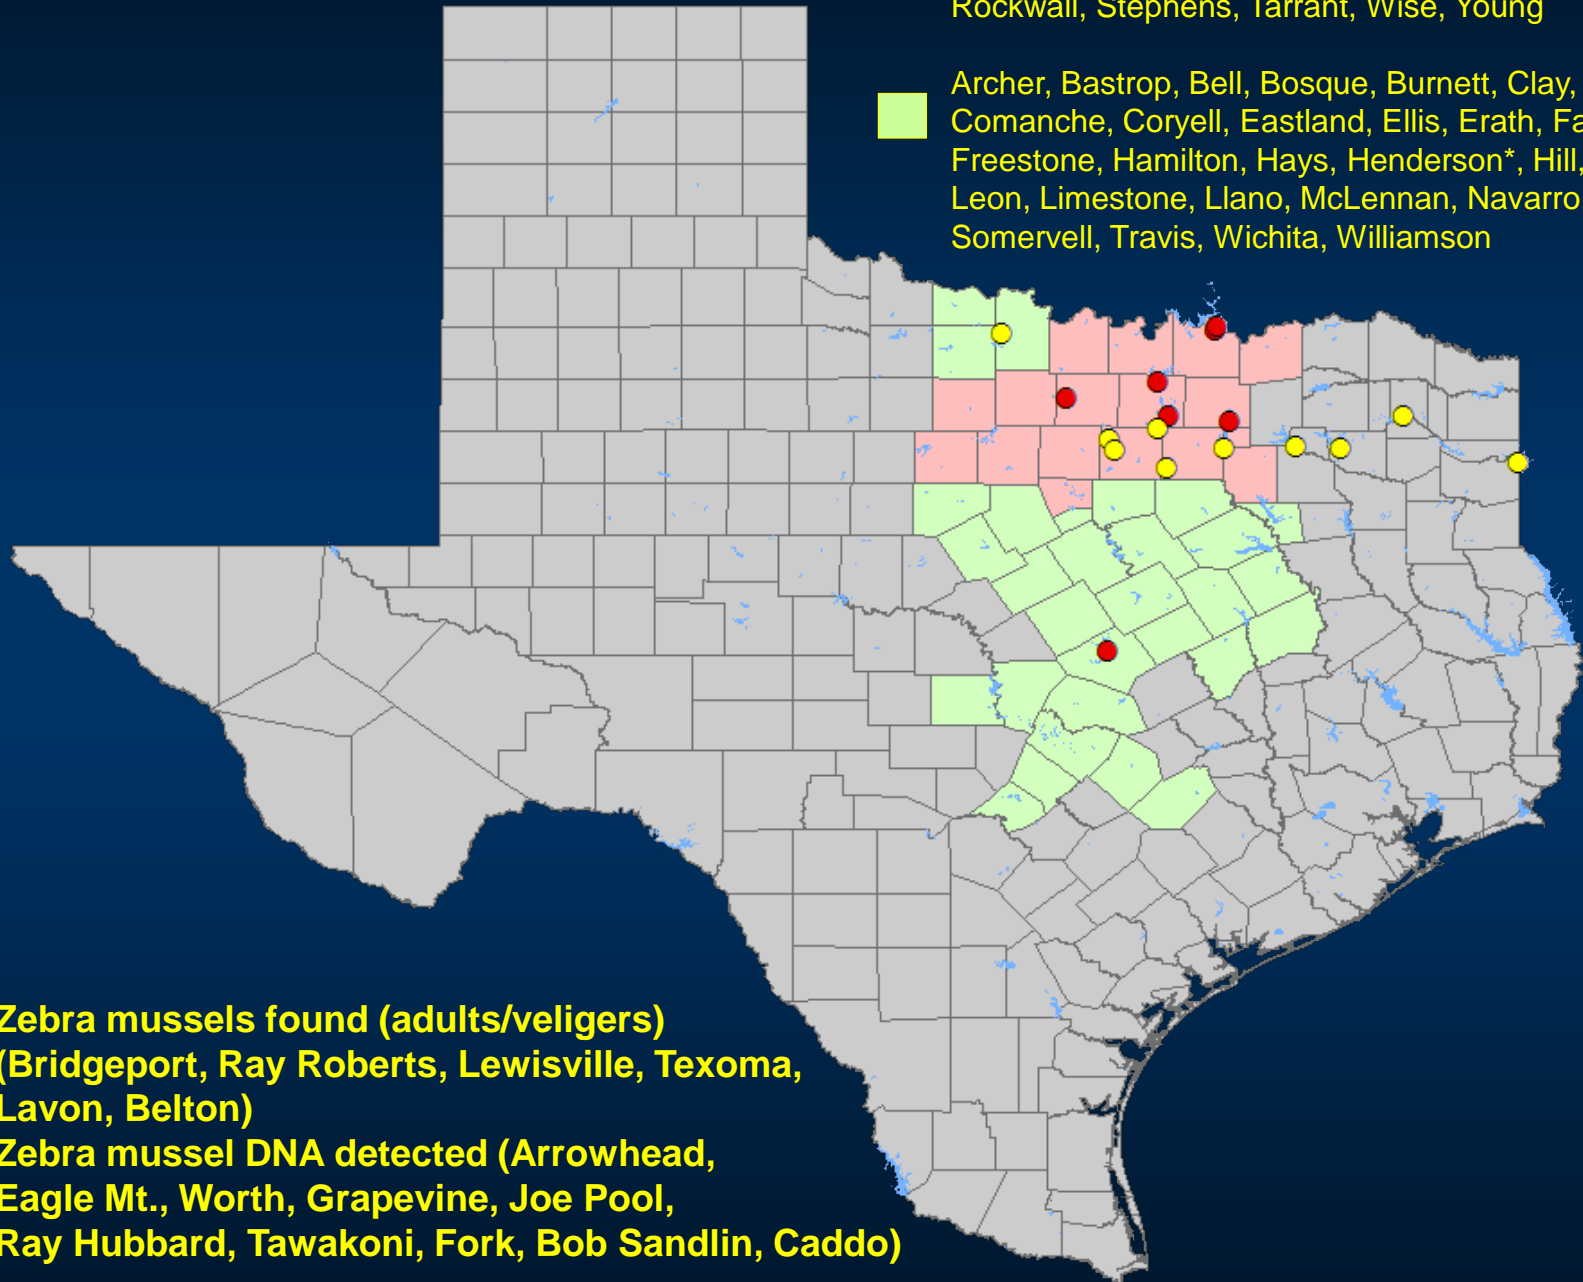 Rockwall, Stephens, Tarrant, Wise, Young
Archer, Bastrop, Bell, Bosque, Burnett, Clay,
Comanche, Coryell, Eastland, Ellis, Erath, Fa
Freestone, Hamilton, Hays, Henderson*, Hill,
Leon, Limestone, Llano, McLennan, Navarro
Somervell, Travis, Wichita, Williamson
Zebra mussels found (adults/veligers)
(Bridgeport, Ray Roberts, Lewisville, Texoma,
Lavon, Belton)
Zebra mussel DNA detected (Arrowhead,
Eagle Mt., Worth, Grapevine, Joe Pool,
Ray Hubbard, Tawakoni, Fork, Bob Sandlin, Caddo)